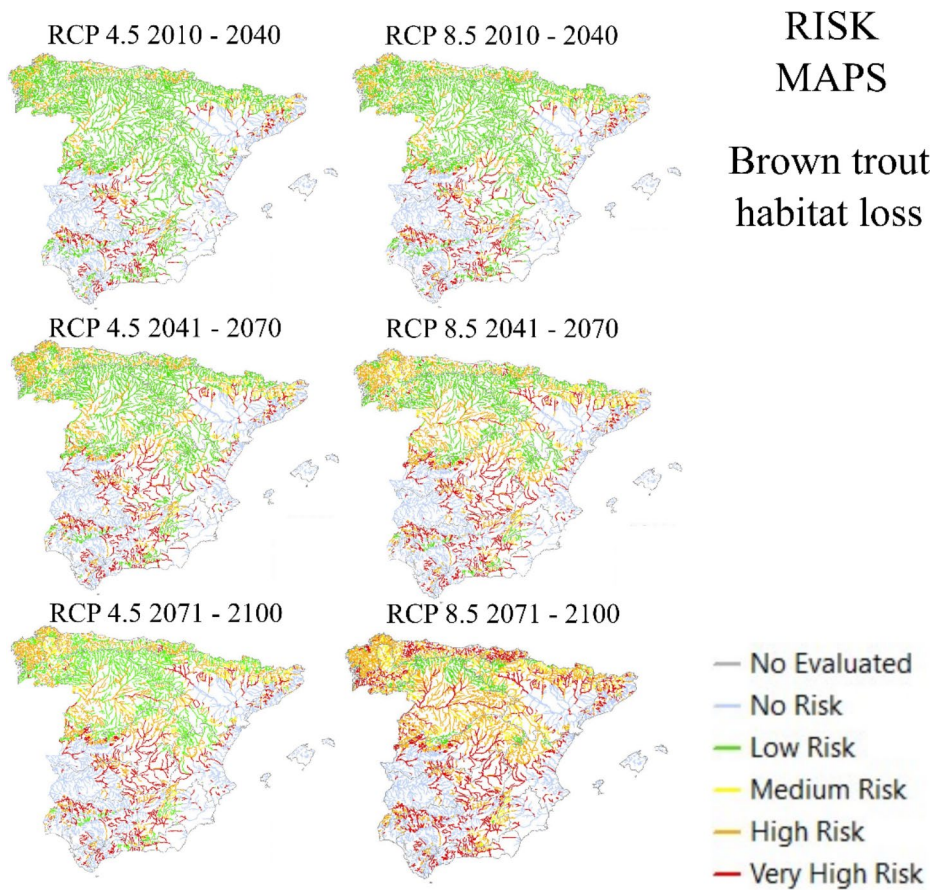 RCP 4.5 2010 - 2040
RCP 8.5 2010 - 2040
RISK
MAPS
Brown trout
habitat loss
RCP 4.5 2041 - 2070
RCP 8.5 2041 - 2070
RCP 4.5 2071 - 2100
RCP 8.5 2071 - 2100
No Evaluated
No Risk
Low Risk
Medium Risk
High Risk
Very High Risk